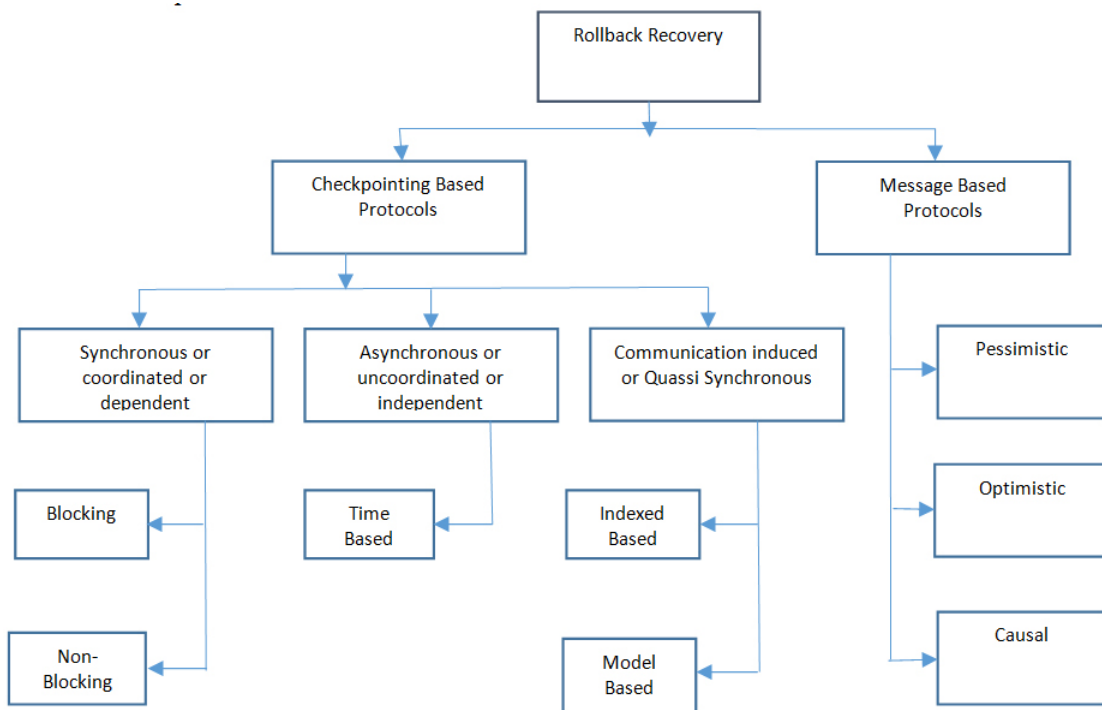 Rollback Recovery
Checkpointing Based
Protocols
Message Based
Protocols
Synchronous or
coordinated or
dependent
Asynchronous or
uncoordinated or
independent
Communication induced
or Quassi Synchronous
Pessimistic
Blocking
Time
Based
Indexed
Based
Optimistic
Non-
Blocking
Model
Based
Causal